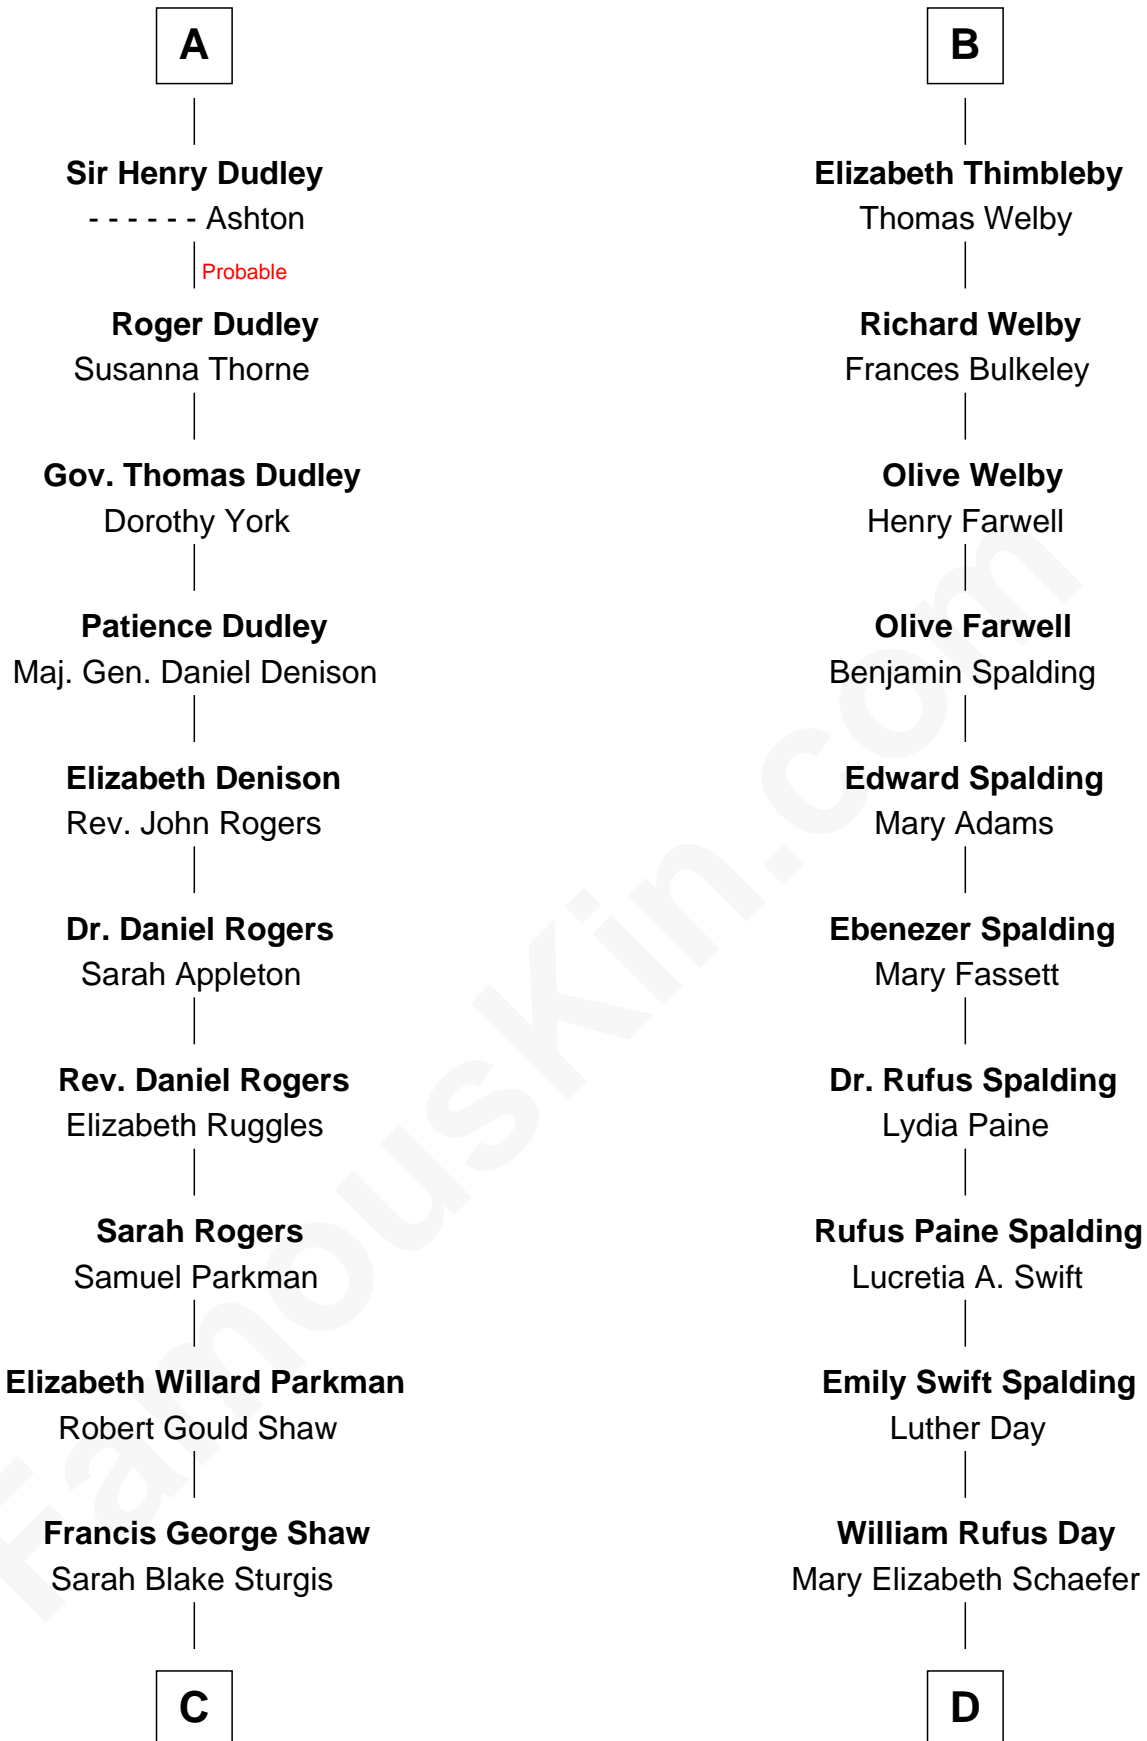 A
Sir Henry Dudley
- - - - - - Ashton
Probable
Roger Dudley
Susanna Thorne
Gov. Thomas Dudley
Dorothy York
Patience Dudley
Maj. Gen. Daniel Denison
Elizabeth Denison
Rev. John Rogers
Dr. Daniel Rogers
Sarah Appleton
Rev. Daniel Rogers
Elizabeth Ruggles
Sarah Rogers
Samuel Parkman
Elizabeth Willard Parkman
Robert Gould Shaw
Francis George Shaw
Sarah Blake Sturgis
C
B
Elizabeth Thimbleby
Thomas Welby
Richard Welby
Frances Bulkeley
Olive Welby
Henry Farwell
Olive Farwell
Benjamin Spalding
Edward Spalding
Mary Adams
Ebenezer Spalding
Mary Fassett
Dr. Rufus Spalding
Lydia Paine
Rufus Paine Spalding
Lucretia A. Swift
Emily Swift Spalding
Luther Day
William Rufus Day
Mary Elizabeth Schaefer
D
FamousKin.com